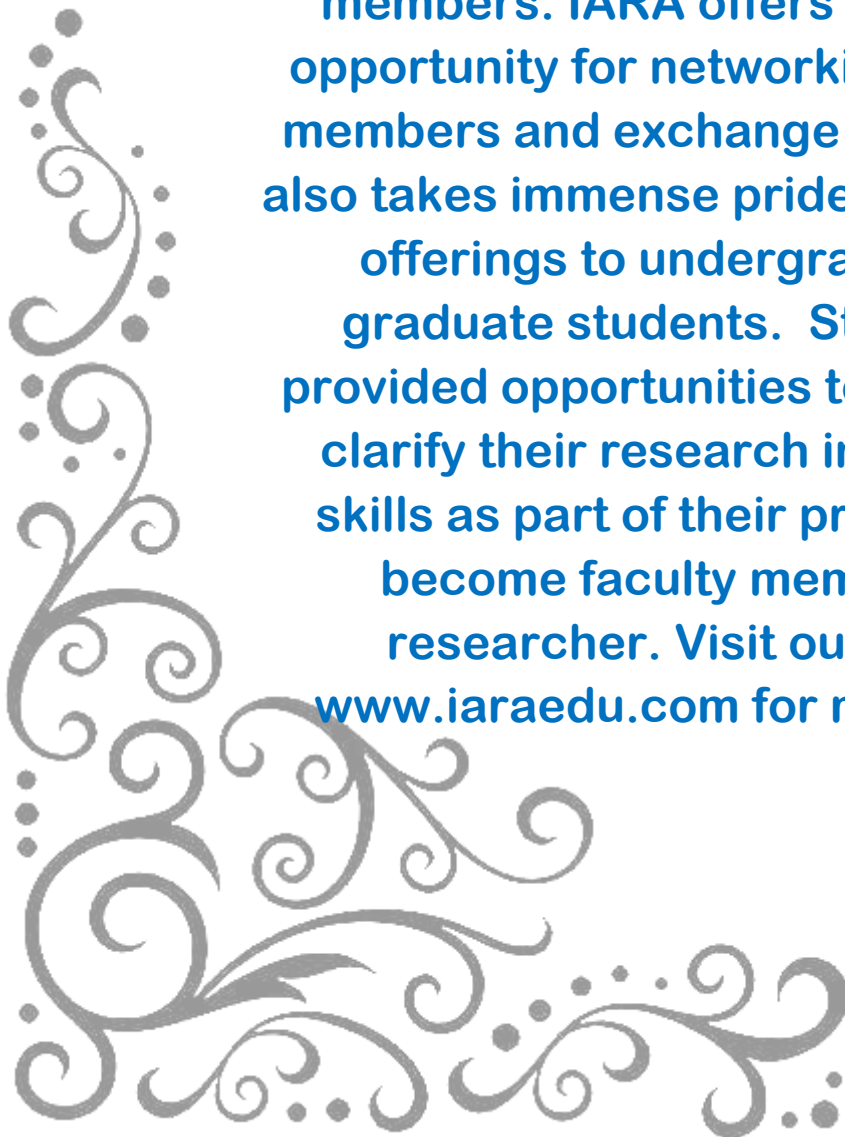 members. IARA offers
opportunity for networki
members and exchange
also takes immense pride
offerings to undergra
graduate students. St
provided opportunities t
clarify their research i
skills as part of their pr
become faculty mem
researcher. Visit ou
www.iaraedu.com for